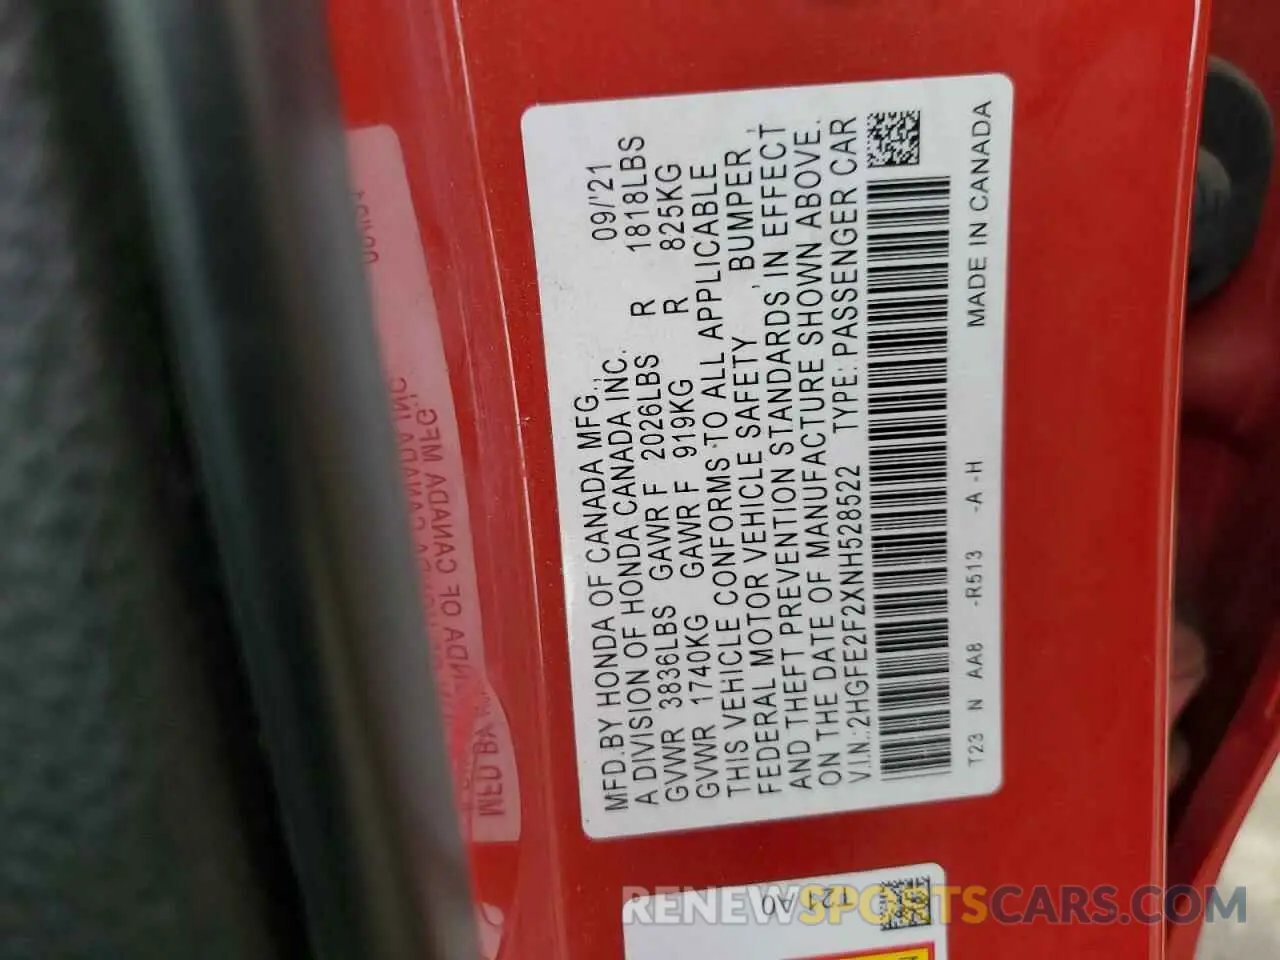 MFD.BY HONDA OF CANADA MFG., 09/'21
A DIVISION OF HONDA CANADA INC.
GVWR 3836LBS GAWR F 2026LBS R 1818LBS
GVWR 1740KG GAWR F 919KG R 825KG
THIS VEHICLE CONFORMS TO ALL APPLICABLE
FEDERAL MOTOR VEHICLE SAFETY, BUMPER,
AND THEFT PREVENTION STANDARDS IN EFFECT
ON THE DATE OF MANUFACTURE SHOWN ABOVE.
V.I.N.:2HGFE2F2XNH528522 TYPE: PASSENGER CAR
T23 N AA8 -R513 -A -H MADE IN CANADA
T24 A0
RENEWSPORTSCARS.COM